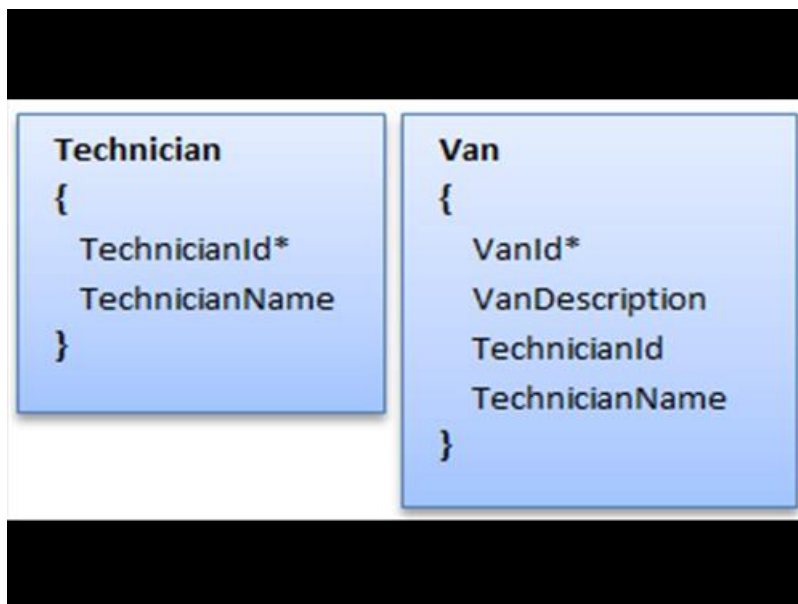 Technician
{
TechnicianId*
TechnicianName
}
Van
{
VanId*
VanDescription
TechnicianId
TechnicianName
}